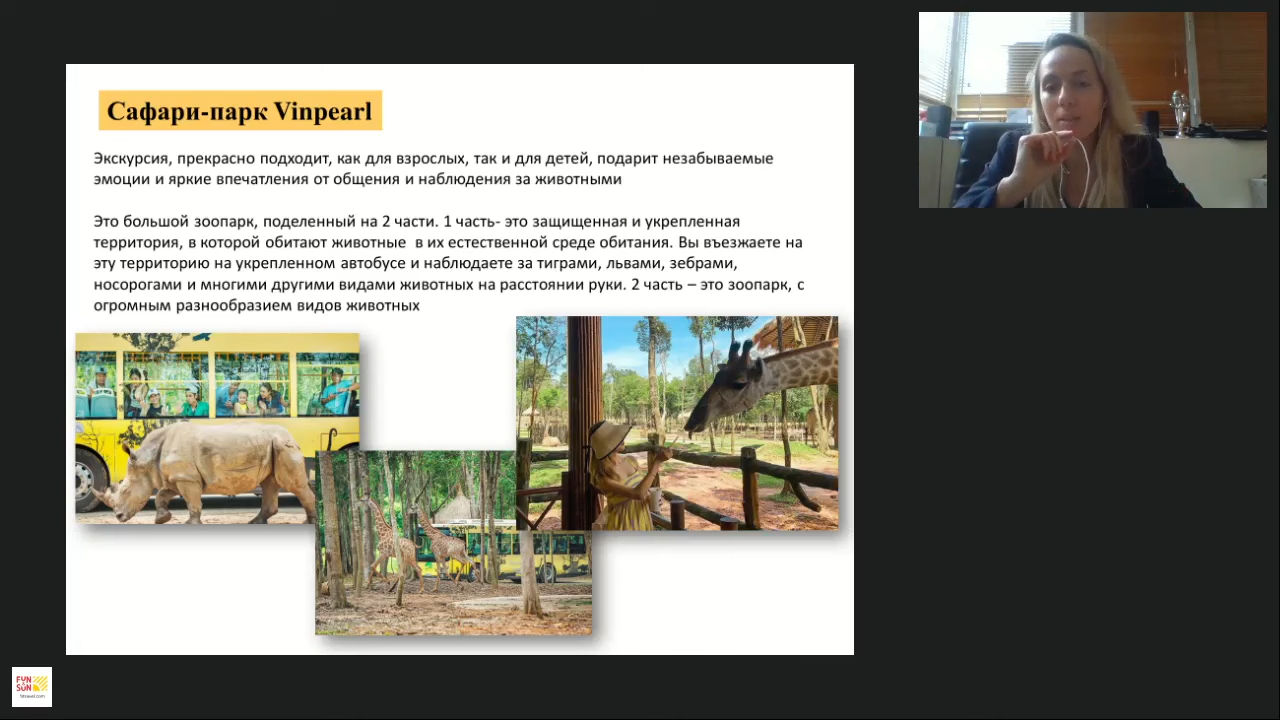 Сафари-парк Vinpearl
Экскурсия, прекрасно подходит, как для взрослых, так и для детей, подарит незабываемые
эмоции и яркие впечатления от общения и наблюдения за животными
Это большой зоопарк, поделенный на 2 части. 1 часть- это защищенная и укрепленная
территория, в которой обитают животные  в их естественной среде обитания. Вы въезжаете на
эту территорию на укрепленном автобусе и наблюдаете за тиграми, львами, зебрами,
носорогами и многими другими видами животных на расстоянии руки. 2 часть – это зоопарк, с
огромным разнообразием видов животных
FUN
&SUN